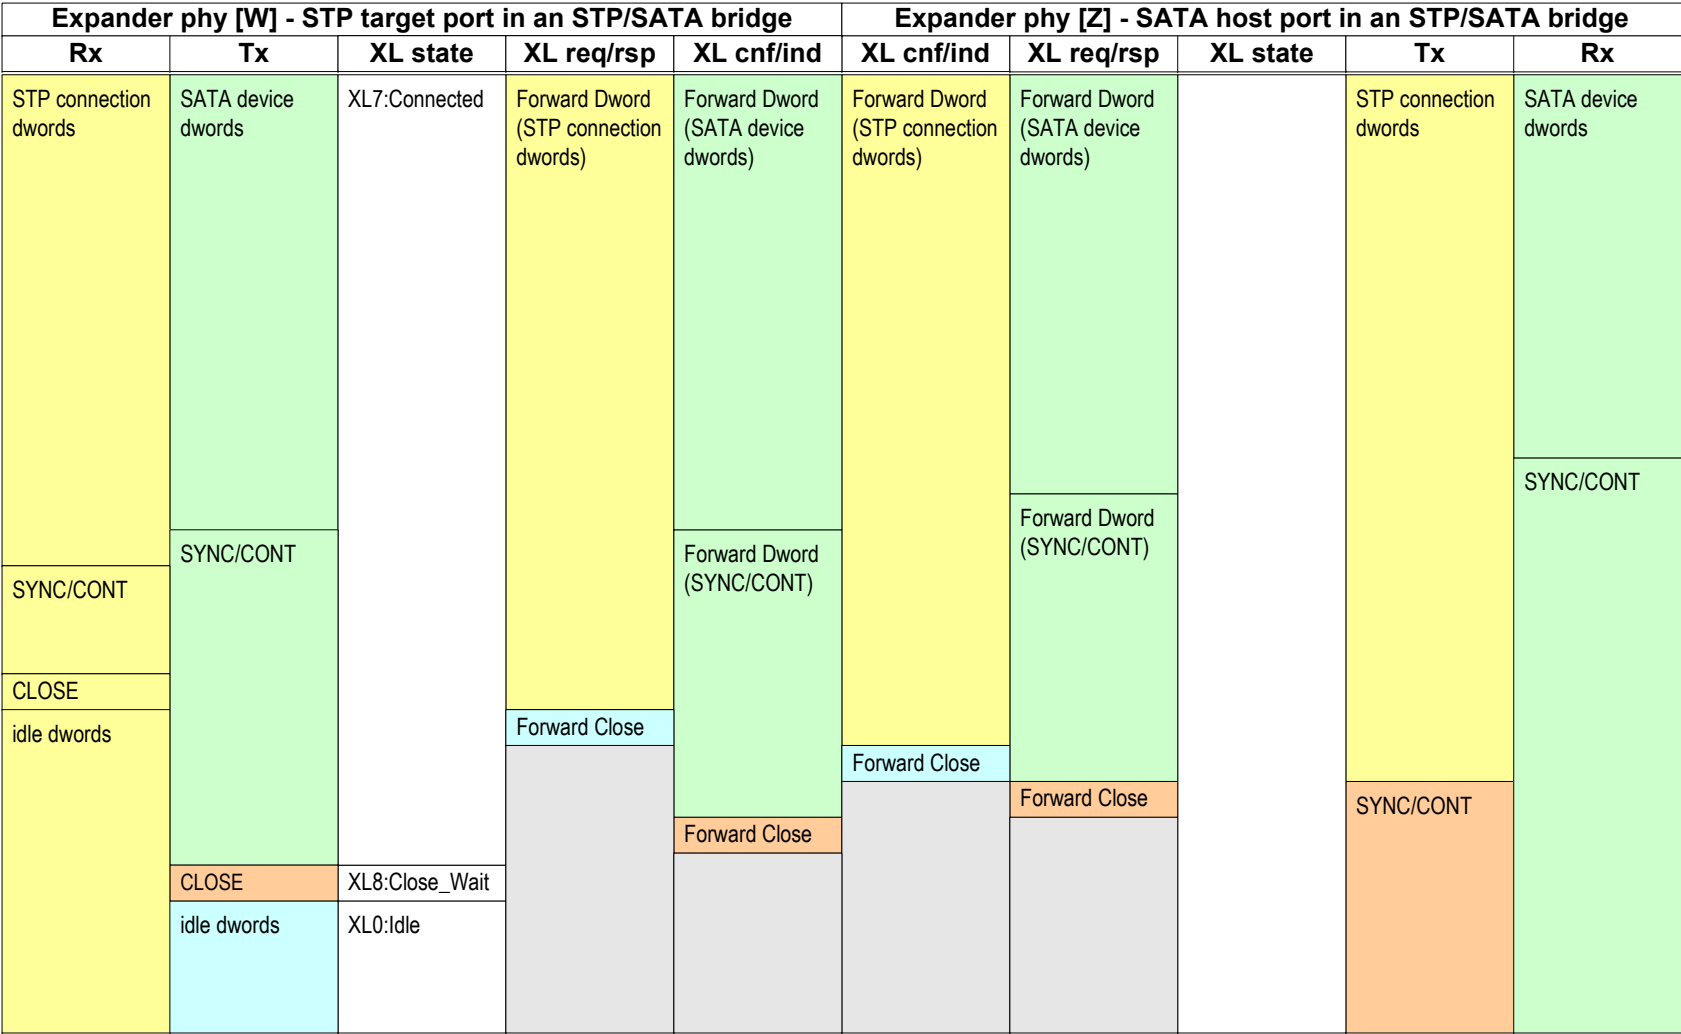 Expander phy [W] - STP target port in an STP/SATA bridge
Expander phy [Z] - SATA host port in an STP/SATA bridge
Rx
Tx
XL state
XL req/rsp
XL cnf/ind
XL cnf/ind
XL req/rsp
XL state
Tx
Rx
STP connection
dwords
SYNC/CONT
CLOSE
idle dwords
SATA device
dwords
SYNC/CONT
CLOSE
idle dwords
XL7:Connected
XL8:Close_Wait
XL0:Idle
Forward Dword
(STP connection
dwords)
Forward Close
Forward Dword
(SATA device
dwords)
Forward Dword
(SYNC/CONT)
Forward Close
Forward Dword
(STP connection
dwords)
Forward Close
Forward Dword
(SATA device
dwords)
Forward Dword
(SYNC/CONT)
Forward Close
STP connection
dwords
SYNC/CONT
SATA device
dwords
SYNC/CONT